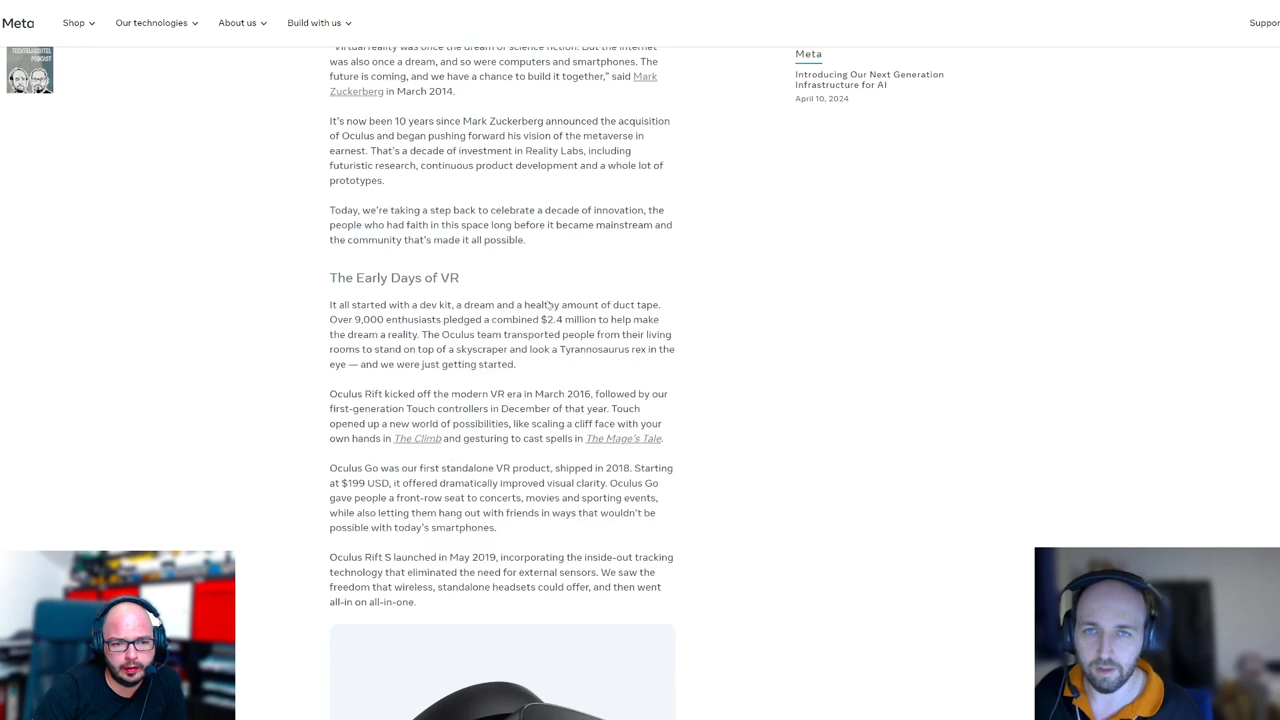 Meta
Shop
Our technologies
About us
Build with us
Suppor
TECHTELMECHTEL
PODCAST
"Virtual reality was once the dream of science fiction. But the internet
was also once a dream, and so were computers and smartphones. The
future is coming, and we have a chance to build it together," said Mark
Zuckerberg in March 2014.
It's now been 10 years since Mark Zuckerberg announced the acquisition
of Oculus and began pushing forward his vision of the metaverse in
earnest. That's a decade of investment in Reality Labs, including
futuristic research, continuous product development and a whole lot of
prototypes.
Today, we're taking a step back to celebrate a decade of innovation, the
people who had faith in this space long before it became mainstream and
the community that's made it all possible.
The Early Days of VR
It all started with a dev kit, a dream and a healthy amount of duct tape.
Over 9,000 enthusiasts pledged a combined $2.4 million to help make
the dream a reality. The Oculus team transported people from their living
rooms to stand on top of a skyscraper and look a Tyrannosaurus rex in the
eye — and we were just getting started.
Oculus Rift kicked off the modern VR era in March 2016, followed by our
first-generation Touch controllers in December of that year. Touch
opened up a new world of possibilities, like scaling a cliff face with your
own hands in The Climb and gesturing to cast spells in The Mage's Tale.
Oculus Go was our first standalone VR product, shipped in 2018. Starting
at $199 USD, it offered dramatically improved visual clarity. Oculus Go
gave people a front-row seat to concerts, movies and sporting events,
while also letting them hang out with friends in ways that wouldn't be
possible with today's smartphones.
Oculus Rift S launched in May 2019, incorporating the inside-out tracking
technology that eliminated the need for external sensors. We saw the
freedom that wireless, standalone headsets could offer, and then went
all-in on all-in-one.
Meta
Introducing Our Next Generation
Infrastructure for AI
April 10, 2024